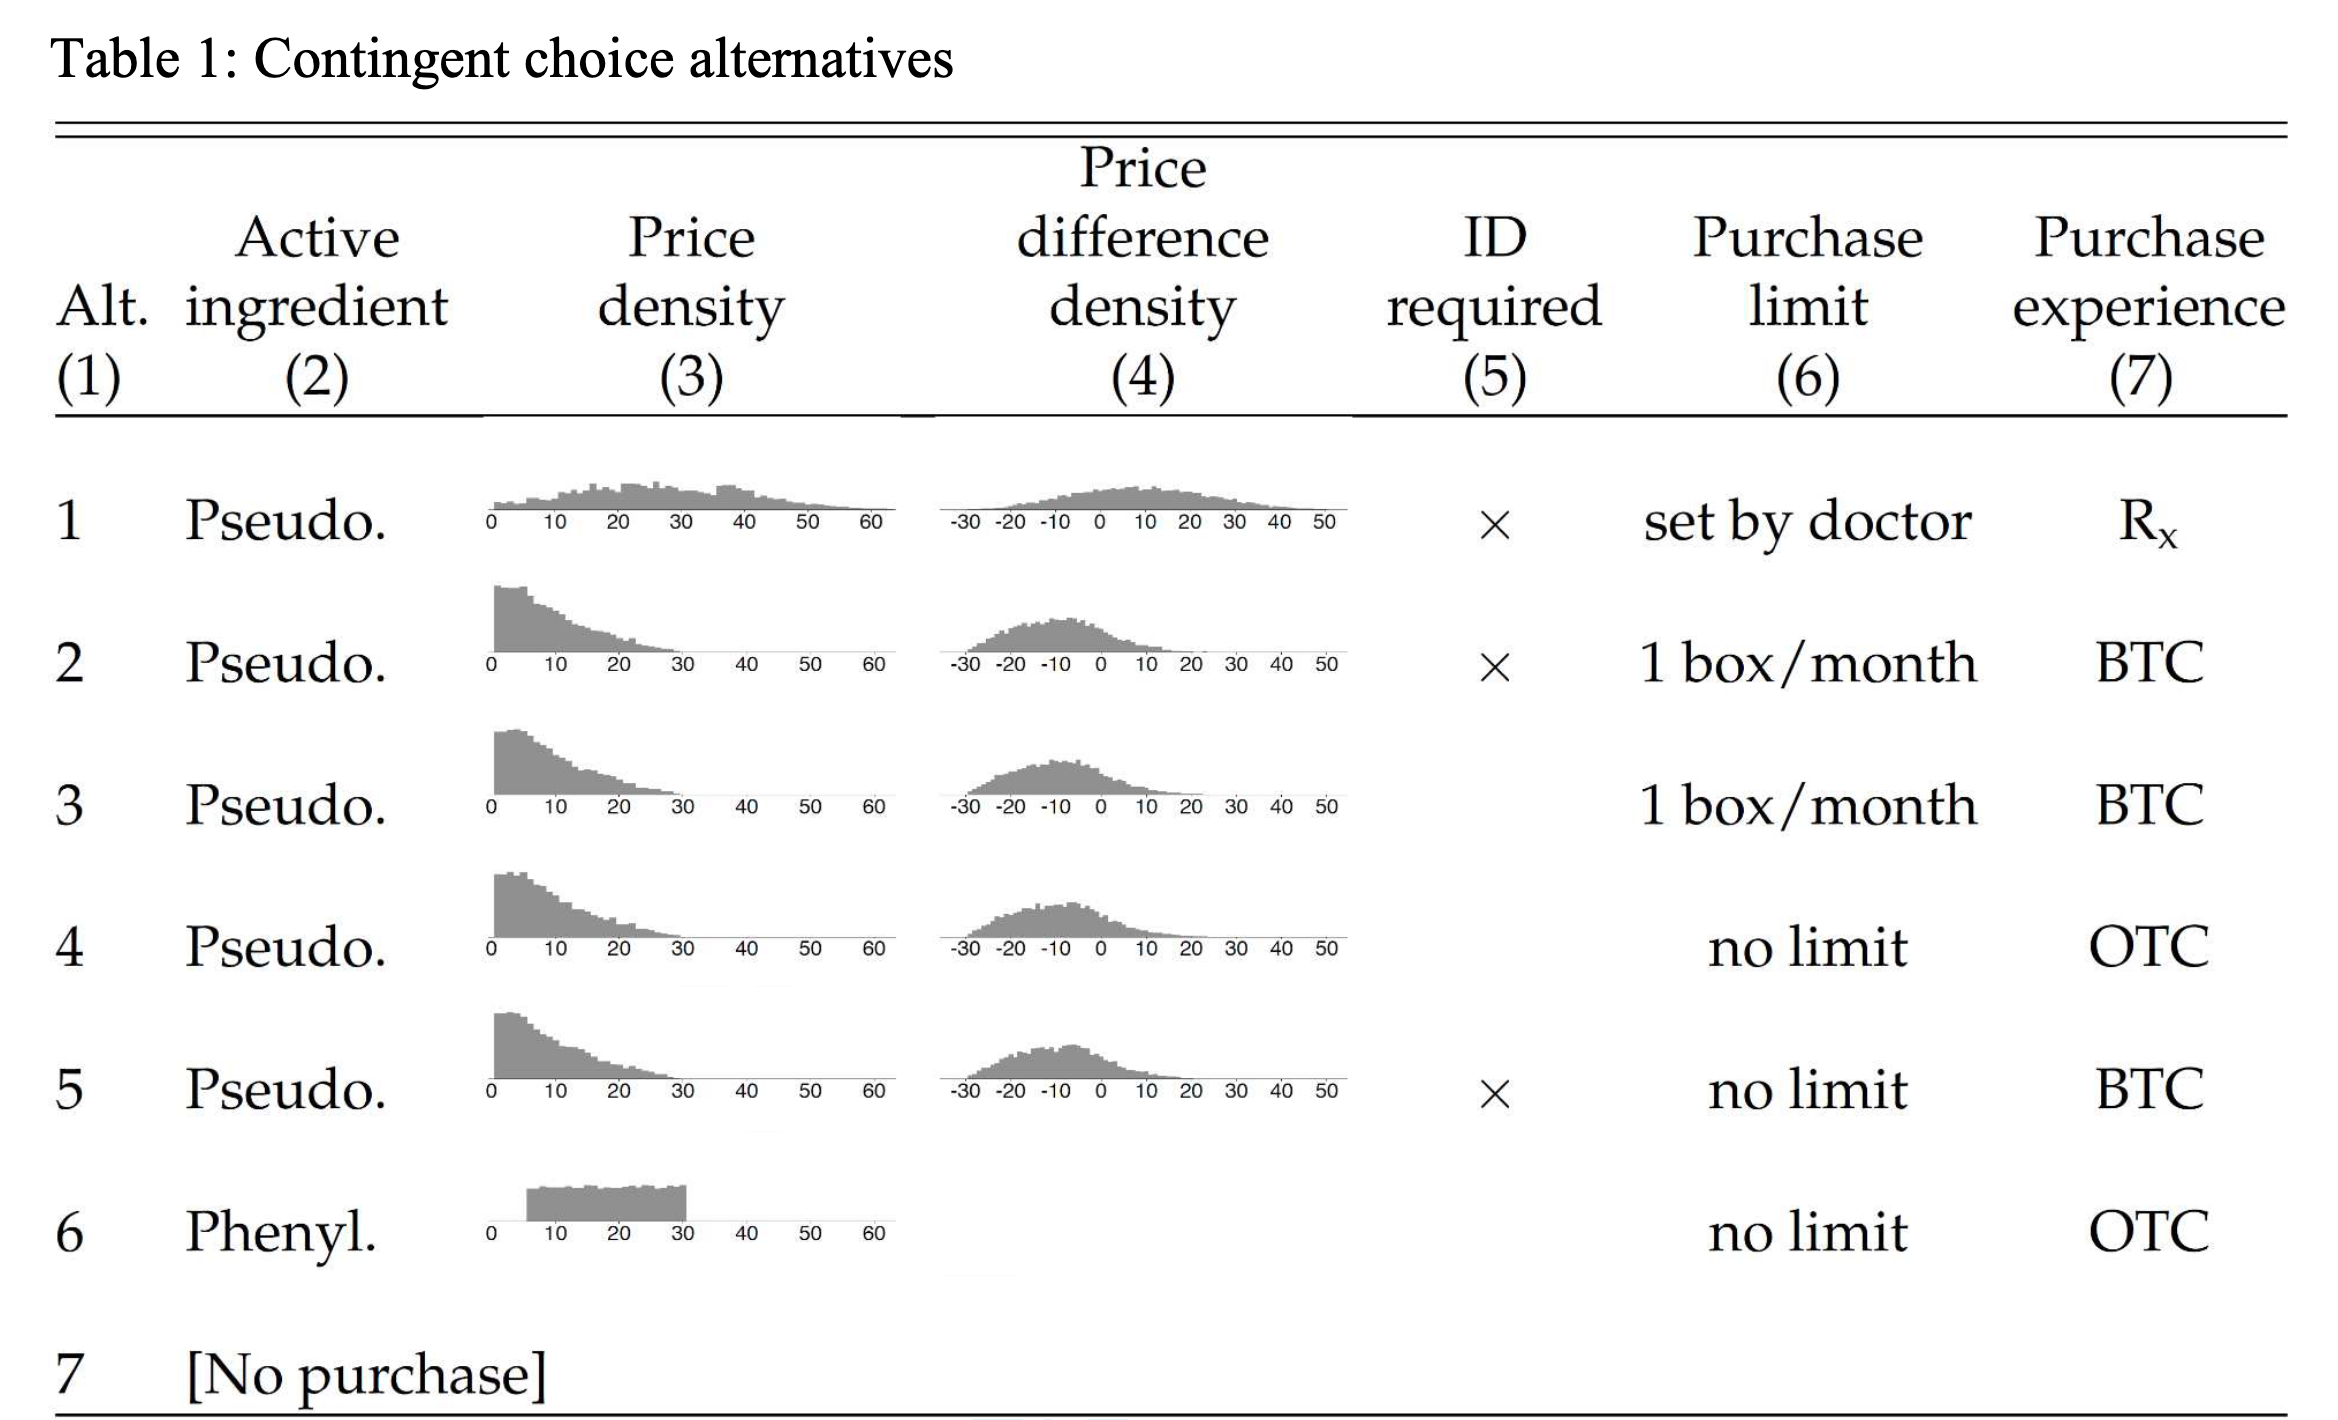 Table 1: Contingent choice alternatives
Price
Active Price difference ID Purchase Purchase
Alt. ingredient density density required limit experience
(1) (2) (3) (4) (5) (6) (7)
1 Pseudo. × set by doctor Rx
0 10 20 30 40 50 60 -30 -20 -10 0 10 20 30 40 50
2 Pseudo. × 1 box/month BTC
0 10 20 30 40 50 60 -30 -20 -10 0 10 20 30 40 50
3 Pseudo. 1 box/month BTC
0 10 20 30 40 50 60 -30 -20 -10 0 10 20 30 40 50
4 Pseudo. no limit OTC
0 10 20 30 40 50 60 -30 -20 -10 0 10 20 30 40 50
5 Pseudo. × no limit BTC
0 10 20 30 40 50 60 -30 -20 -10 0 10 20 30 40 50
6 Phenyl. no limit OTC
0 10 20 30 40 50 60
7 [No purchase]